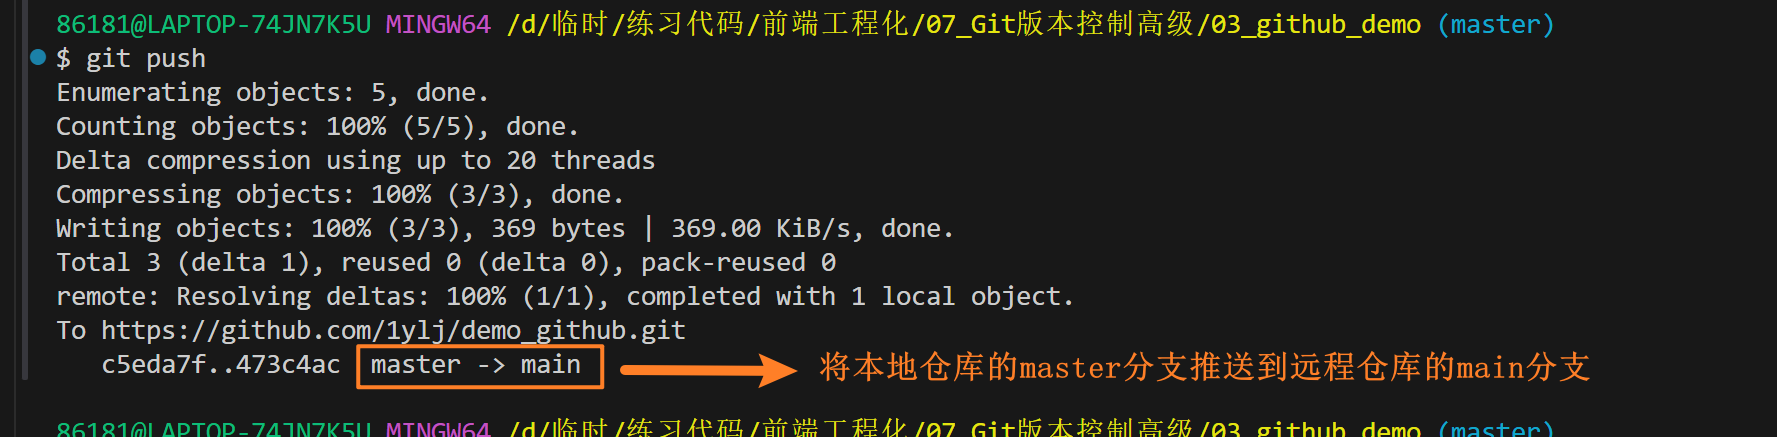 86181@LAPTOP-74JN7K5U MINGW64 /d/临时/练习代码/前端工程化/07_Git版本控制高级/03_github_demo (master)
$ git push
Enumerating objects: 5, done.
Counting objects: 100% (5/5), done.
Delta compression using up to 20 threads
Compressing objects: 100% (3/3), done.
Writing objects: 100% (3/3), 369 bytes | 369.00 KiB/s, done.
Total 3 (delta 1), reused 0 (delta 0), pack-reused 0
remote: Resolving deltas: 100% (1/1), completed with 1 local object.
To https://github.com/1ylj/demo_github.git
c5eda7f..473c4ac master -> main 将本地仓库的master分支推送到远程仓库的main分支
86181@LAPTOP-74JN7K5U MINGW64 /d/临时/练习代码/前端工程化/07_Git版本控制高级/03_github_demo (master)